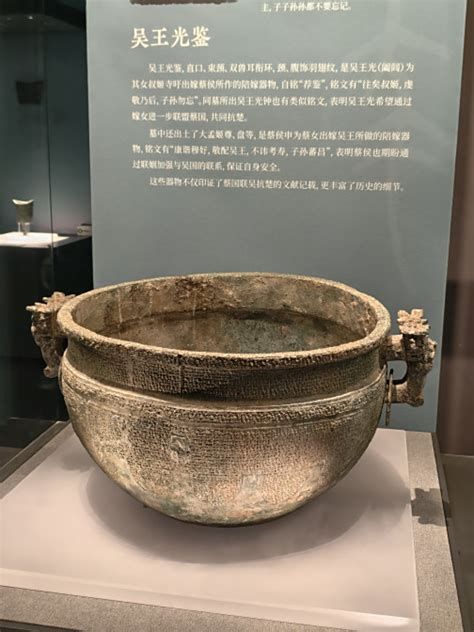 主，子子孙孙都不要忘记。
吴王光鉴
吴王光鉴，直口、束颈、双兽耳衔环，颈、腹饰羽翅纹，是吴王光（阖闾）为
其女叔姬寺吁出嫁蔡侯所作的陪嫁器物，自铭“荐鉴”，铭文有“往矣叔姬，虔
敬乃后，子孙勿忘”，同墓所出吴王光钟也有类似铭文，表明吴王光希望通过
嫁女进一步联盟蔡国，共同抗楚。
墓中还出土了大孟姬尊、盘等，是蔡侯申为蔡女出嫁吴王所做的陪嫁器
物，铭文有“康谐穆好，敬配吴王，不讳考寿，子孙蕃昌”，表明蔡侯也期盼通
过联姻加强与吴国的联系，保证自身安全。
这些器物不仅印证了蔡国联吴抗楚的文献记载，更丰富了历史的细节。